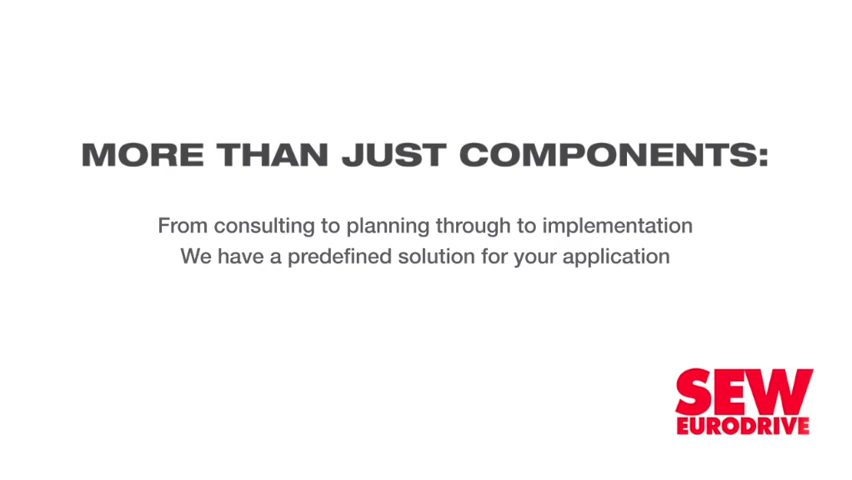 MORE THAN JUST COMPONENTS:
From consulting to planning through to implementation
We have a predefined solution for your application
SEW
EURODRIVE